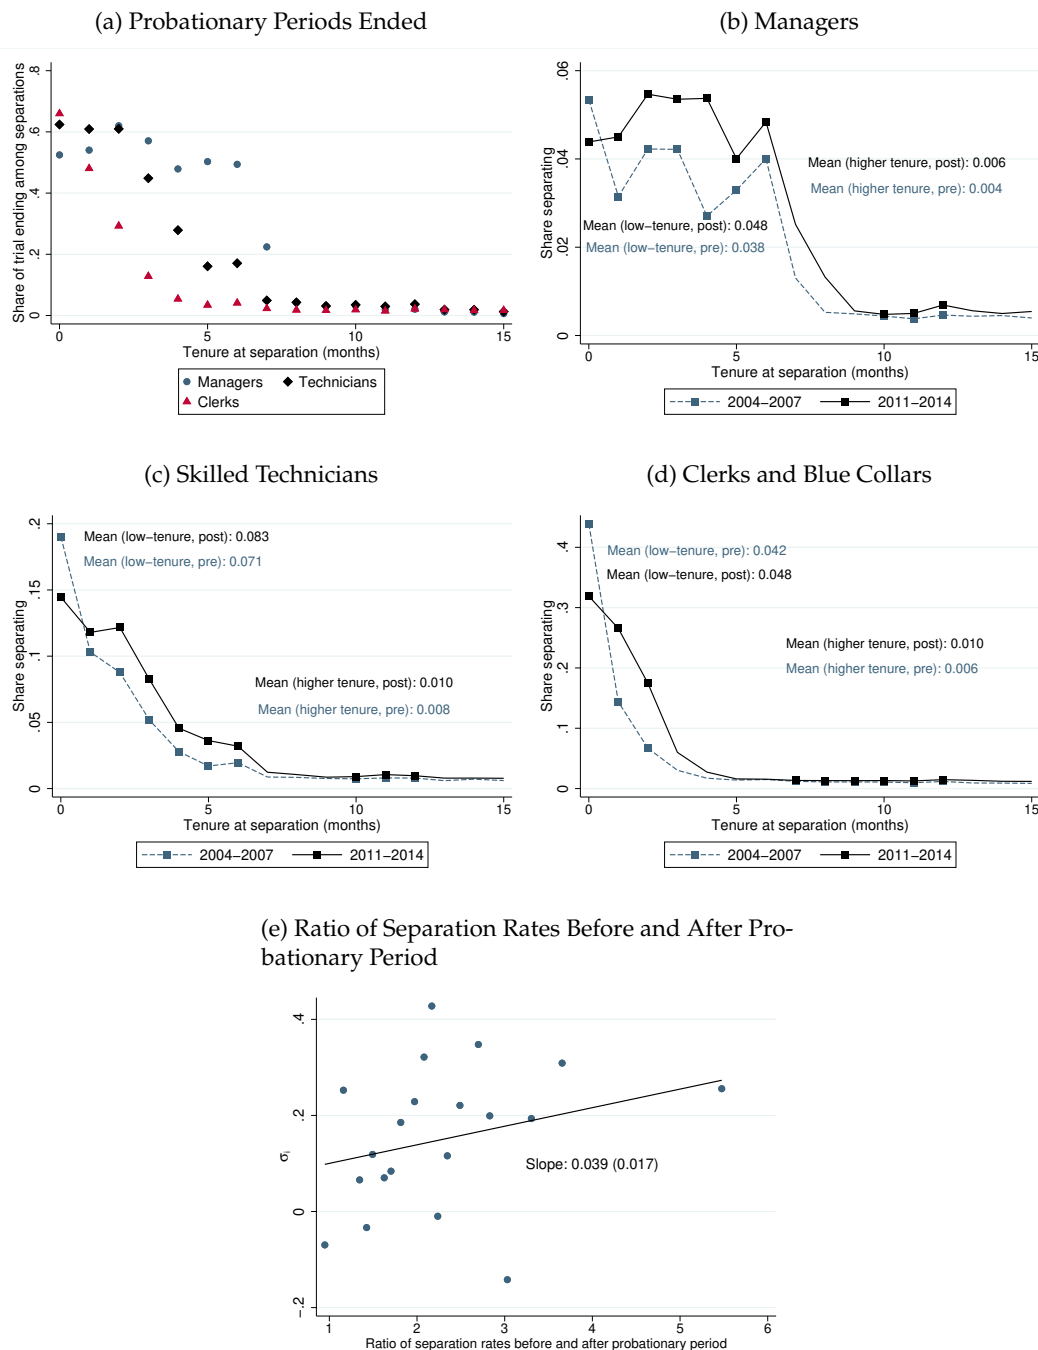 (a) Probationary Periods Ended
Share of trial ending among separations
.8
.6
.4
.2
0
0 5 10 15
Tenure at separation (months)
Managers Technicians
Clerks
(b) Managers
Share separating
.06
.04
.02
0
Mean (higher tenure, post): 0.006
Mean (higher tenure, pre): 0.004
Mean (low-tenure, post): 0.048
Mean (low-tenure, pre): 0.038
0 5 10 15
Tenure at separation (months)
2004-2007 2011-2014
(c) Skilled Technicians
Share separating
.2
.15
.1
.05
0
Mean (low-tenure, post): 0.083
Mean (low-tenure, pre): 0.071
Mean (higher tenure, post): 0.010
Mean (higher tenure, pre): 0.008
0 5 10 15
Tenure at separation (months)
2004-2007 2011-2014
(d) Clerks and Blue Collars
Share separating
.4
.3
.2
.1
0
Mean (low-tenure, pre): 0.042
Mean (low-tenure, post): 0.048
Mean (higher tenure, post): 0.010
Mean (higher tenure, pre): 0.006
0 5 10 15
Tenure at separation (months)
2004-2007 2011-2014
(e) Ratio of Separation Rates Before and After Pro-
bationary Period
σi
.4
.2
0
-.2
Slope: 0.039 (0.017)
1 2 3 4 5 6
Ratio of separation rates before and after probationary period